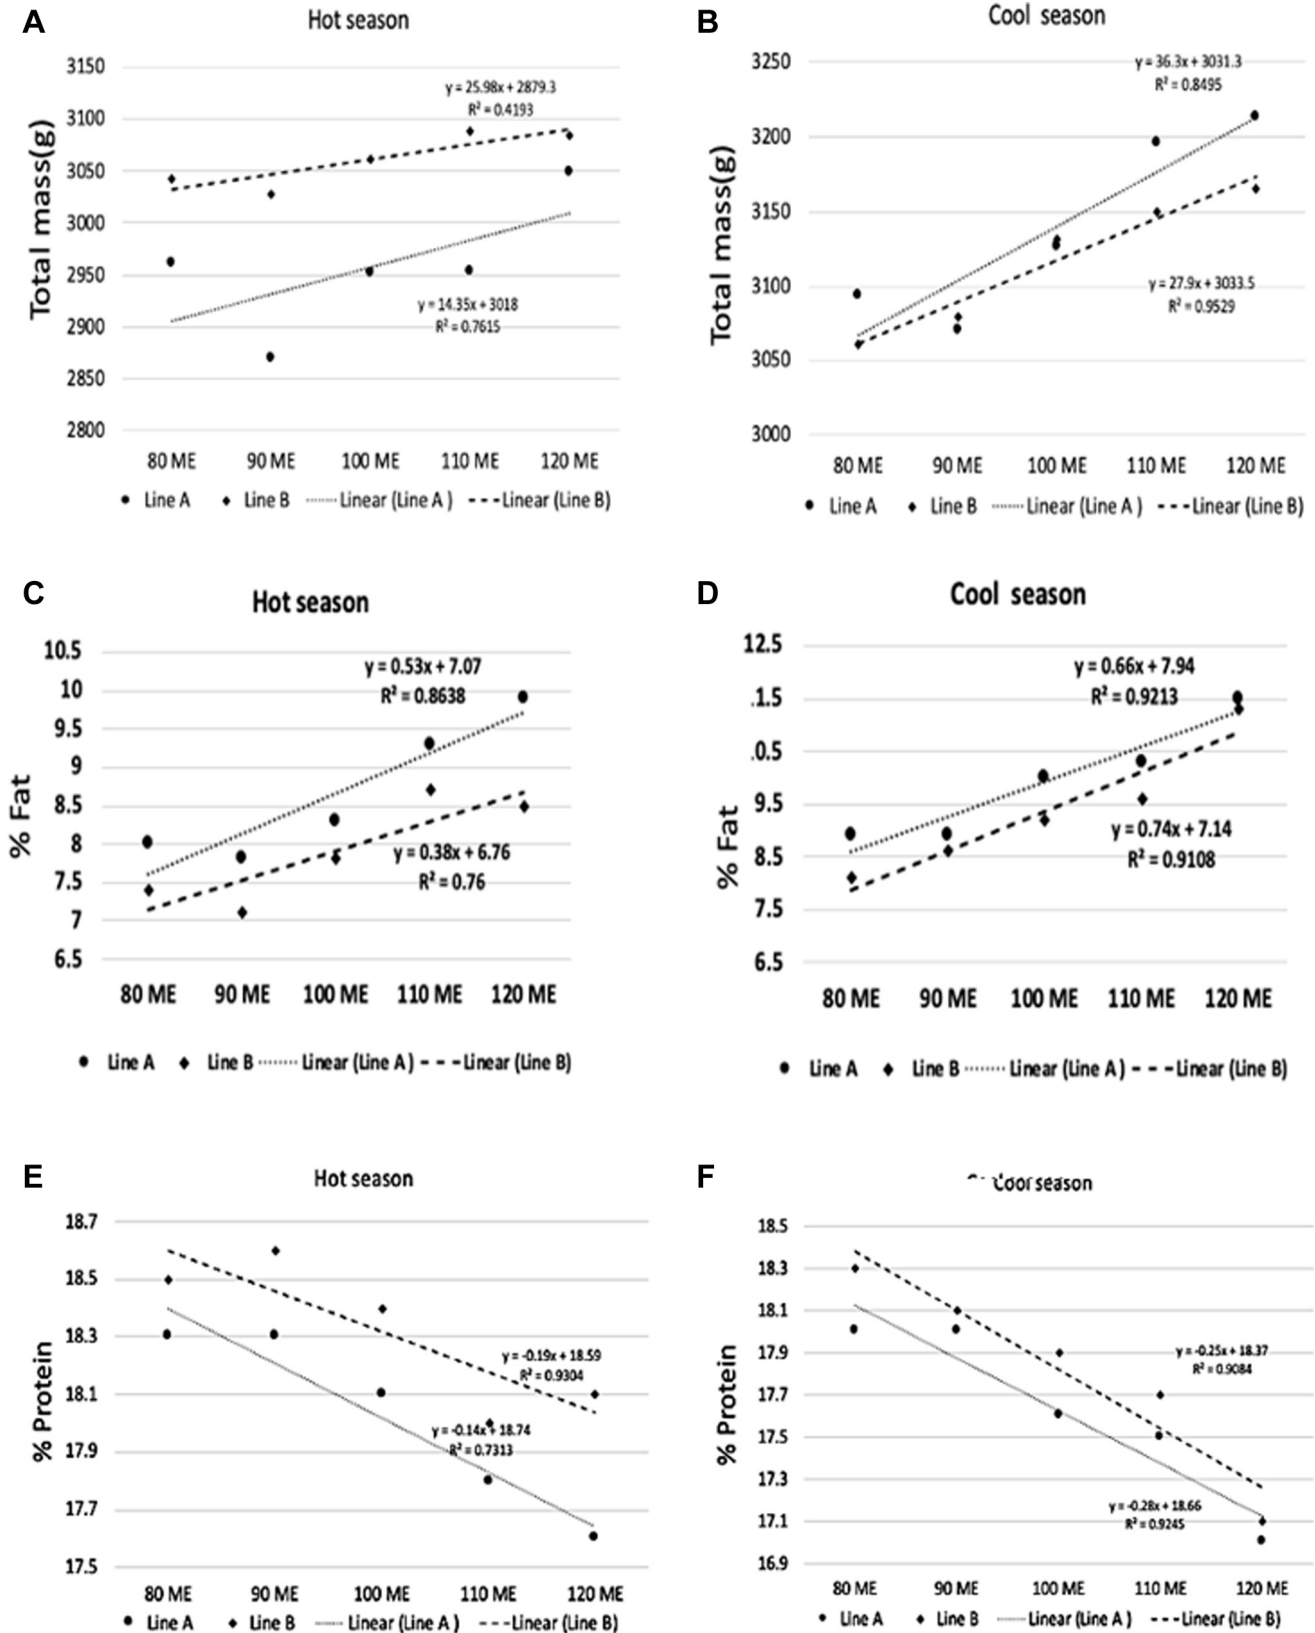 A
Hot season
Total mass(g)
3150
3100
3050
3000
2950
2900
2850
2800
y = 25.98x + 2879.3
R² = 0.4193
y = 14.35x + 3018
R² = 0.7615
80 ME 90 ME 100 ME 110 ME 120 ME
Line A Line B Linear (Line A ) Linear (Line B)
B
Cool season
Total mass(g)
3250
3200
3150
3100
3050
3000
y = 36.3x + 3031.3
R² = 0.8495
y = 27.9x + 3033.5
R² = 0.9529
80 ME 90 ME 100 ME 110 ME 120 ME
Line A Line B Linear (Line A ) Linear (Line B)
C
Hot season
% Fat
10.5
10
9.5
9
8.5
8
7.5
7
6.5
y = 0.53x + 7.07
R² = 0.8638
y = 0.38x + 6.76
R² = 0.76
80 ME 90 ME 100 ME 110 ME 120 ME
Line A Line B Linear (Line A ) Linear (Line B)
D
Cool season
% Fat
12.5
.1.5
.0.5
9.5
8.5
7.5
6.5
y = 0.66x + 7.94
R² = 0.9213
y = 0.74x + 7.14
R² = 0.9108
80 ME 90 ME 100 ME 110 ME 120 ME
Line A Line B Linear (Line A ) Linear (Line B)
E
Hot season
% Protein
18.7
18.5
18.3
18.1
17.9
17.7
17.5
y = -0.19x + 18.59
R² = 0.9304
y = -0.14x + 18.74
R² = 0.7313
80 ME 90 ME 100 ME 110 ME 120 ME
Line A Line B Linear (Line A ) Linear (Line B)
F
Cool season
% Protein
18.5
18.3
18.1
17.9
17.7
17.5
17.3
17.1
16.9
y = -0.25x + 18.37
R² = 0.9084
y = -0.28x + 18.66
R² = 0.9245
80 ME 90 ME 100 ME 110 ME 120 ME
Line A Line B Linear (Line A ) Linear (Line B)